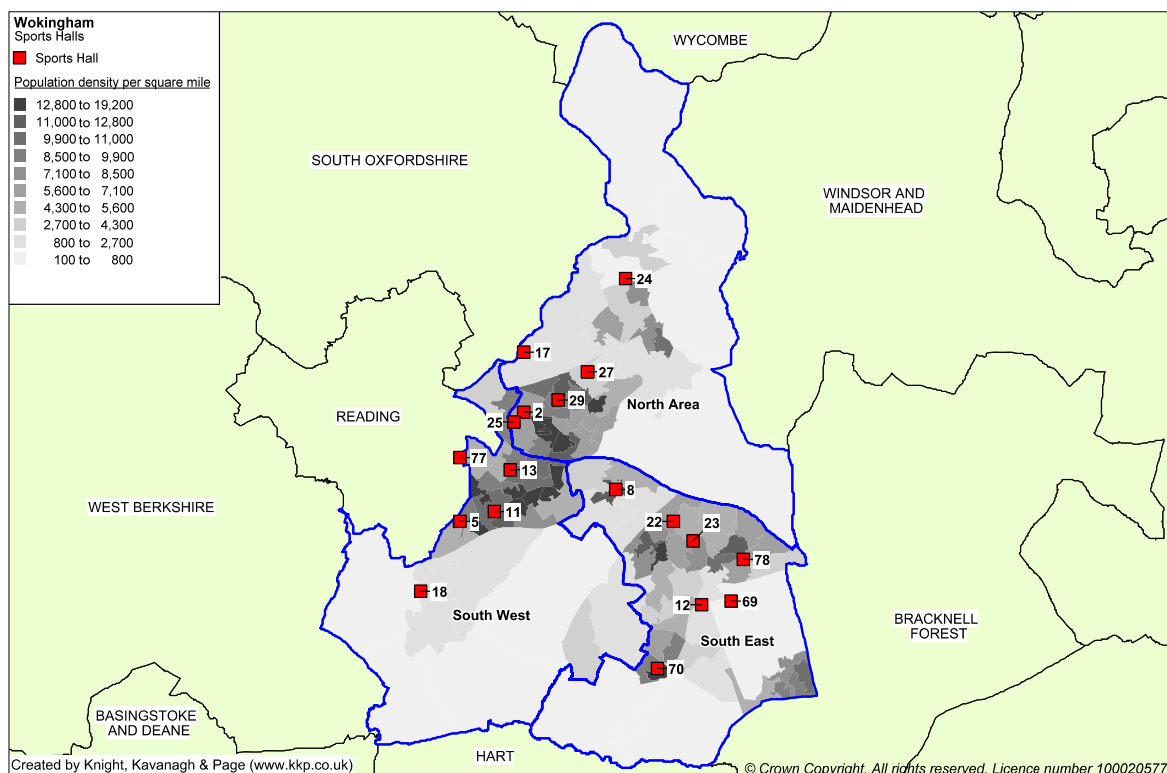 Wokingham
Sports Halls
Sports Hall
Population density per square mile
12,800 to 19,200
11,000 to 12,800
9,900 to 11,000
8,500 to 9,900
7,100 to 8,500
5,600 to 7,100
4,300 to 5,600
2,700 to 4,300
800 to 2,700
100 to 800
WYCOMBE
SOUTH OXFORDSHIRE
WINDSOR AND
MAIDENHEAD
24
17
27
29
North Area
2
READING
25
77
13
8
WEST BERKSHIRE
11
5
22
23
78
18
69
12
South West
BRACKNELL
FOREST
South East
70
BASINGSTOKE
AND DEANE
HART
Created by Knight, Kavanagh & Page (www.kkp.co.uk)
© Crown Copyright. All rights reserved. Licence number 100020577